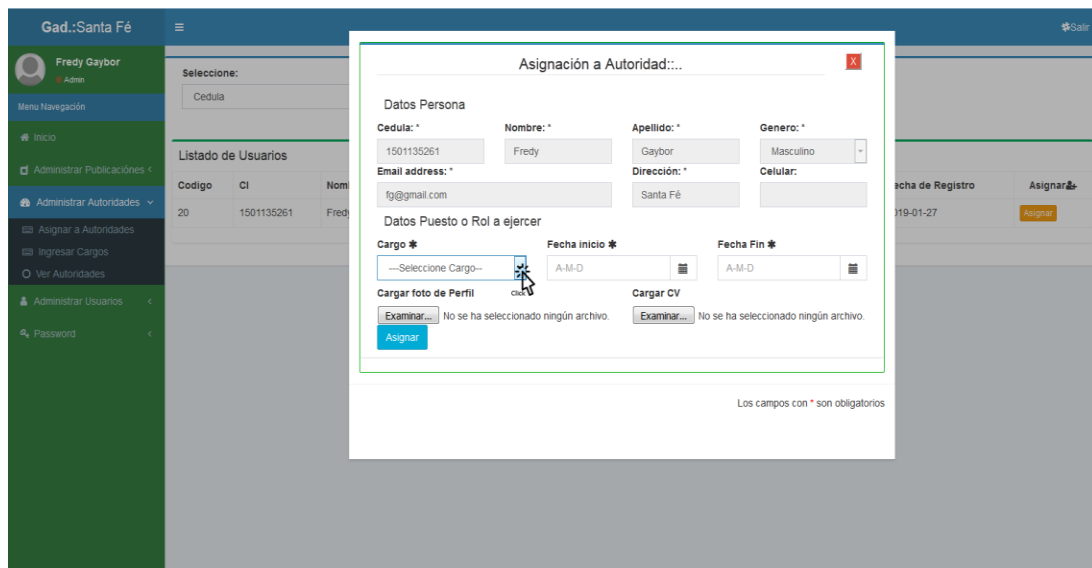 Gad.:Santa Fé
Salir
Fredy Gaybor
Admin
Menu Navegación
Inicio
Administrar Publicaciónes
Administrar Autoridades
Asignar a Autoridades
Ingresar Cargos
Ver Autoridades
Administrar Usuarios
Password
Seleccione:
Cedula
Listado de Usuarios
Codigo CI Nom echa de Registro Asignar
20 1501135261 Fredy 019-01-27 Asignar
Asignación a Autoridad::...
X
Datos Persona
Cedula: * Nombre: * Apellido: * Genero: *
1501135261 Fredy Gaybor Masculino
Email address: * Dirección: * Celular:
fg@gmail.com Santa Fé
Datos Puesto o Rol a ejercer
Cargo ✱ Fecha inicio ✱ Fecha Fin ✱
---Seleccione Cargo-- A-M-D A-M-D
Click
Cargar foto de Perfil Cargar CV
Examinar... No se ha seleccionado ningún archivo. Examinar... No se ha seleccionado ningún archivo.
Asignar
Los campos con * son obligatorios